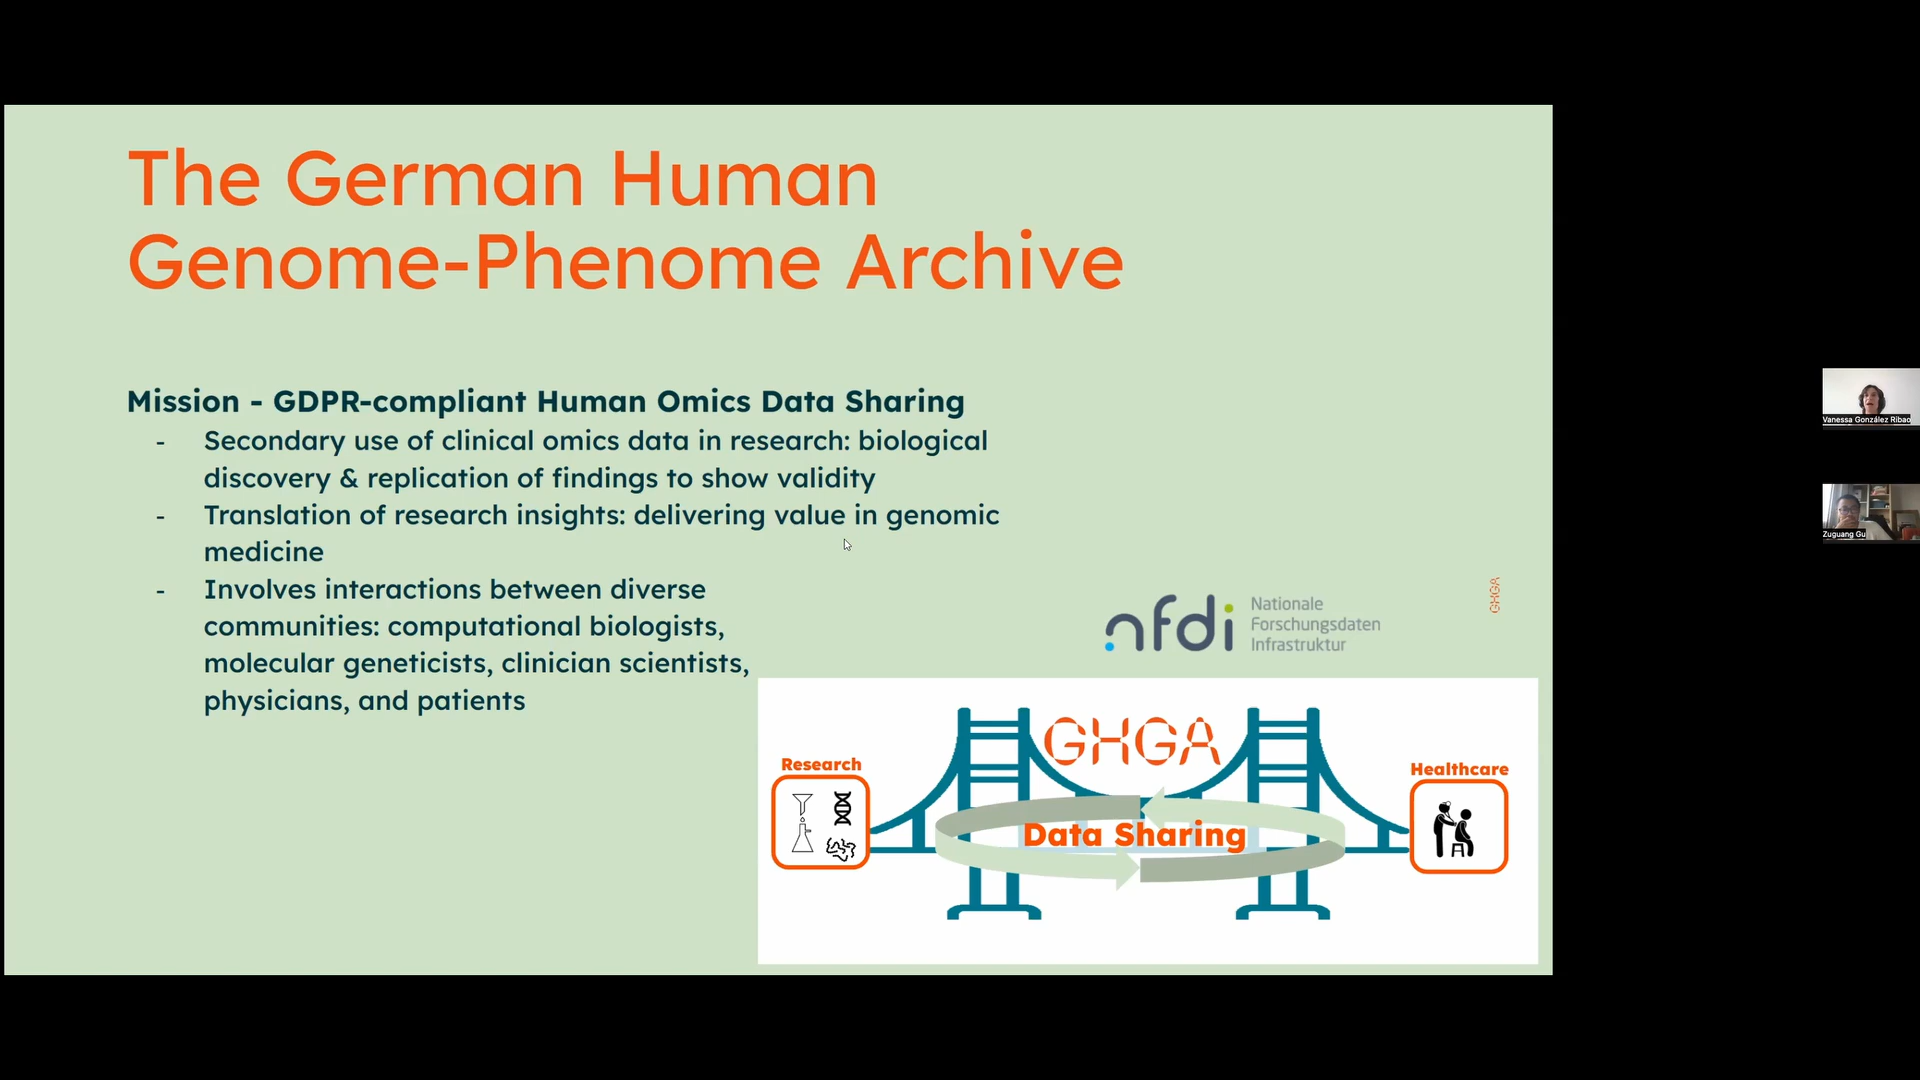 The German Human
Genome-Phenome Archive
Mission - GDPR-compliant Human Omics Data Sharing
- Secondary use of clinical omics data in research: biological
discovery & replication of findings to show validity
- Translation of research insights: delivering value in genomic
medicine
- Involves interactions between diverse
communities: computational biologists,
molecular geneticists, clinician scientists,
physicians, and patients
nfdi
Nationale
Forschungsdaten
Infrastruktur
GHGA
GHGA
Research
Healthcare
Data Sharing
Vanessa González Ribao
Zuguang Gu